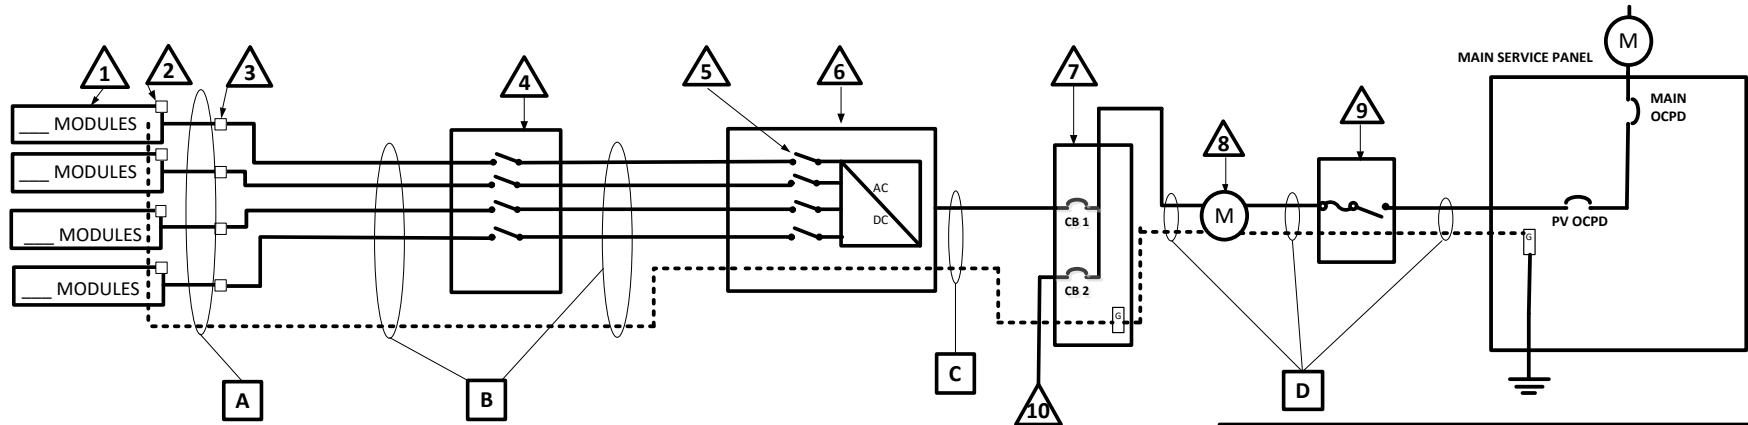 1
2
3
4
5
6
7
8
9
10
___ MODULES
___ MODULES
___ MODULES
___ MODULES
AC
DC
CB 1
CB 2
G
M
MAIN SERVICE PANEL
M
MAIN
OCPD
PV OCPD
G
A
B
C
D